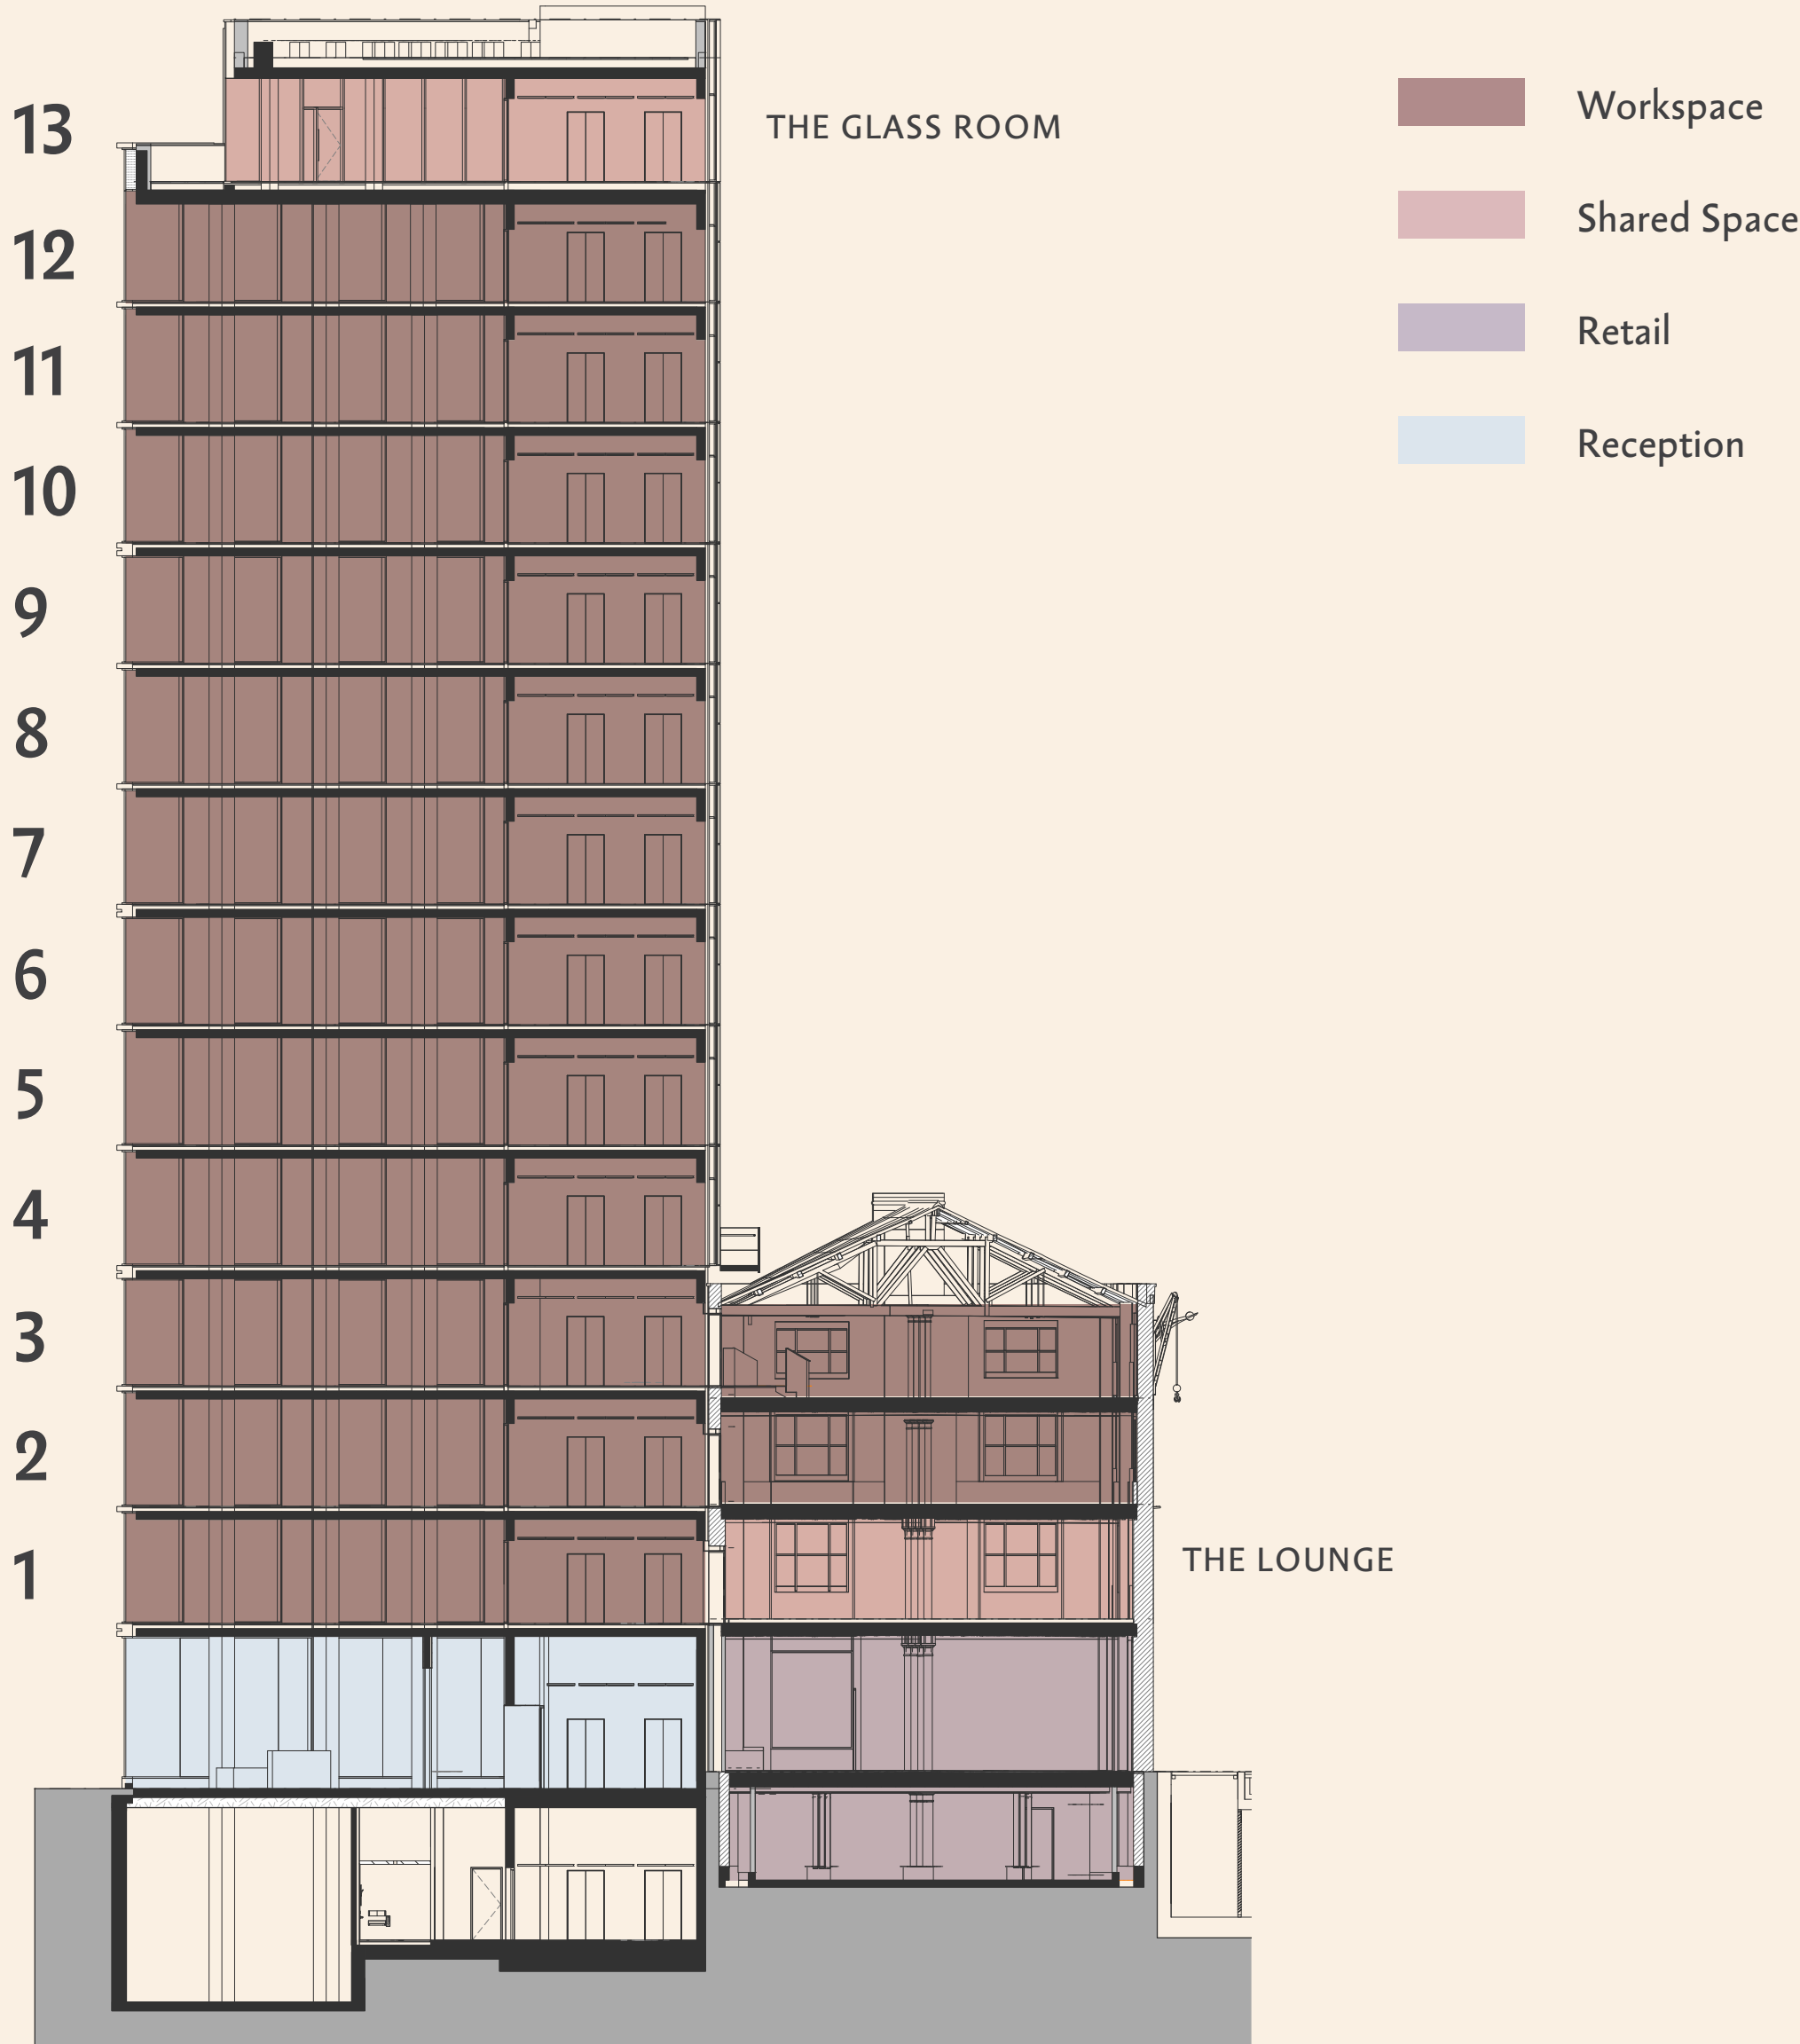 13
THE GLASS ROOM
12
11
10
9
8
7
6
5
4
3
2
1
THE LOUNGE
Workspace
Shared Space
Retail
Reception